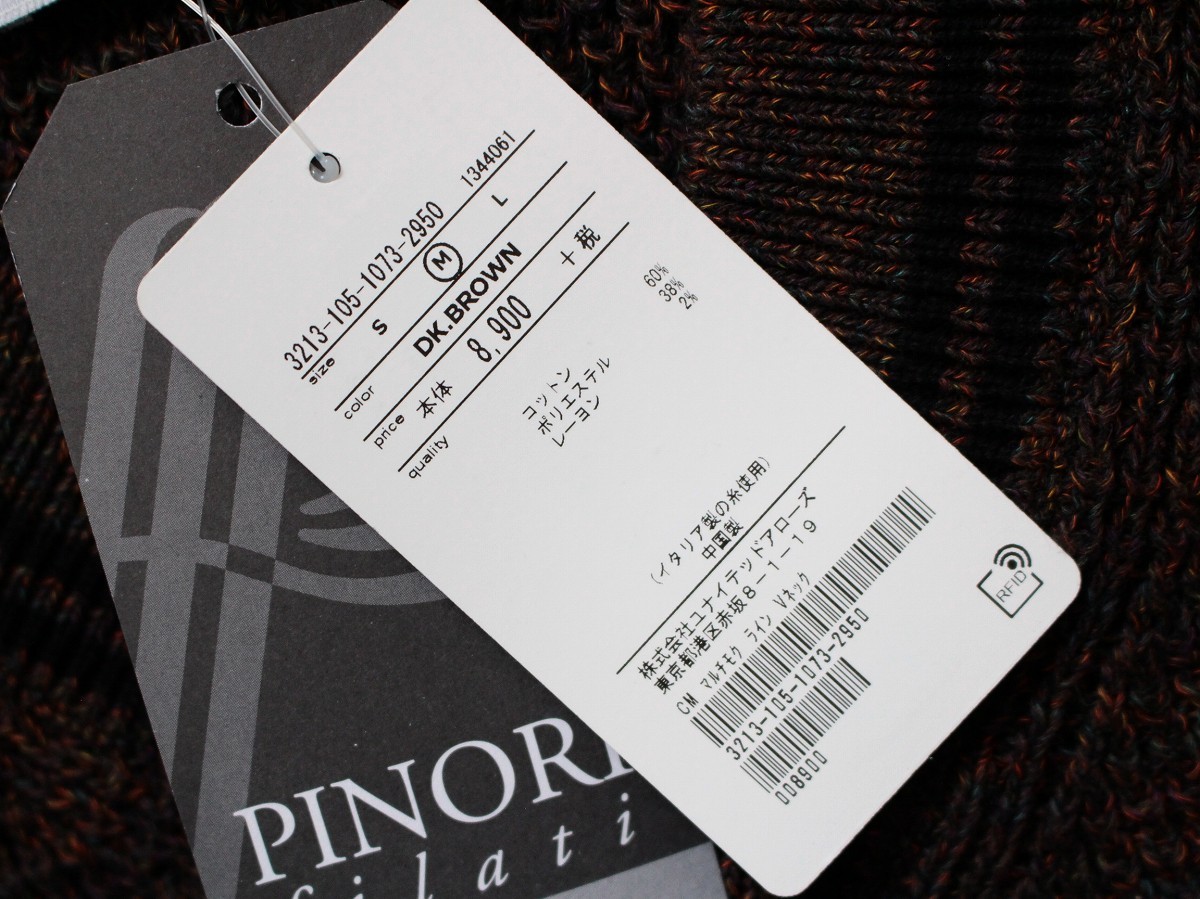 3213-105-1073-2950 1344061
size S M L
color DK.BROWN
price 本体 8,900 +税
quality
コットン 60%
ポリエステル 38%
レーヨン 2%
(イタリア製の糸使用)
中国製
株式会社ユナイテッドアローズ
東京都港区赤坂8-1-19
CM マルチモク ライン Vネック
3213-105-1073-2950
008900
RFID
PINORI
filati